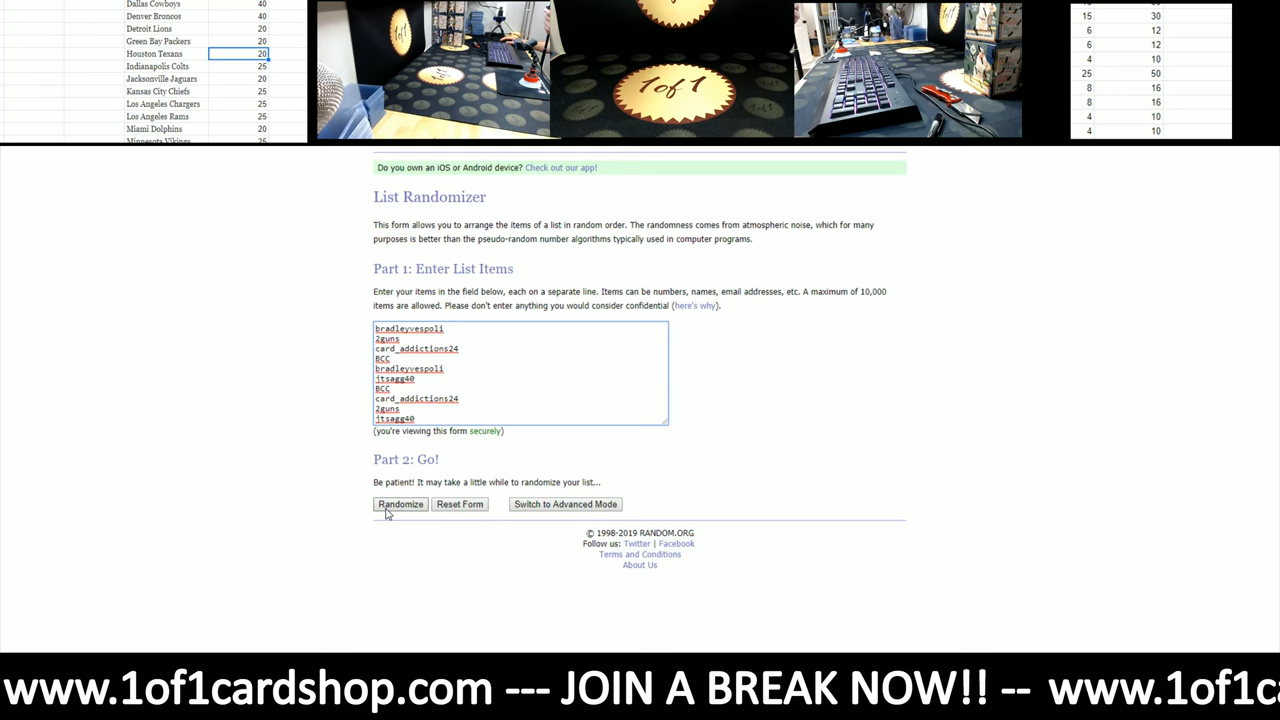 Dallas Cowboys 40
Denver Broncos 40
Detroit Lions 20
Green Bay Packers 20
Houston Texans 20
Indianapolis Colts 25
Jacksonville Jaguars 20
Kansas City Chiefs 25
Los Angeles Chargers 25
Los Angeles Rams 25
Miami Dolphins 20
Minnesota Vikings 25
1of1
1of1
15 30
6 12
4 10
25 50
8 16
8 16
4 10
4 10
Do you own an iOS or Android device? Check out our app!
List Randomizer
This form allows you to arrange the items of a list in random order. The randomness comes from atmospheric noise, which for many
purposes is better than the pseudo-random number algorithms typically used in computer programs.
Part 1: Enter List Items
Enter your items in the field below, each on a separate line. Items can be numbers, names, email addresses, etc. A maximum of 10,000
items are allowed. Please don't enter anything you would consider confidential (here's why).
bradleyvespoli
2guns
card_addictions24
BCC
bradleyvespoli
jtsagg40
BCC
card_addictions24
2guns
jtsagg40
(you're viewing this form securely)
Part 2: Go!
Be patient! It may take a little while to randomize your list...
Randomize Reset Form Switch to Advanced Mode
© 1998-2019 RANDOM.ORG
Follow us: Twitter | Facebook
Terms and Conditions
About Us
www.1of1cardshop.com --- JOIN A BREAK NOW!! -- www.1of1ca